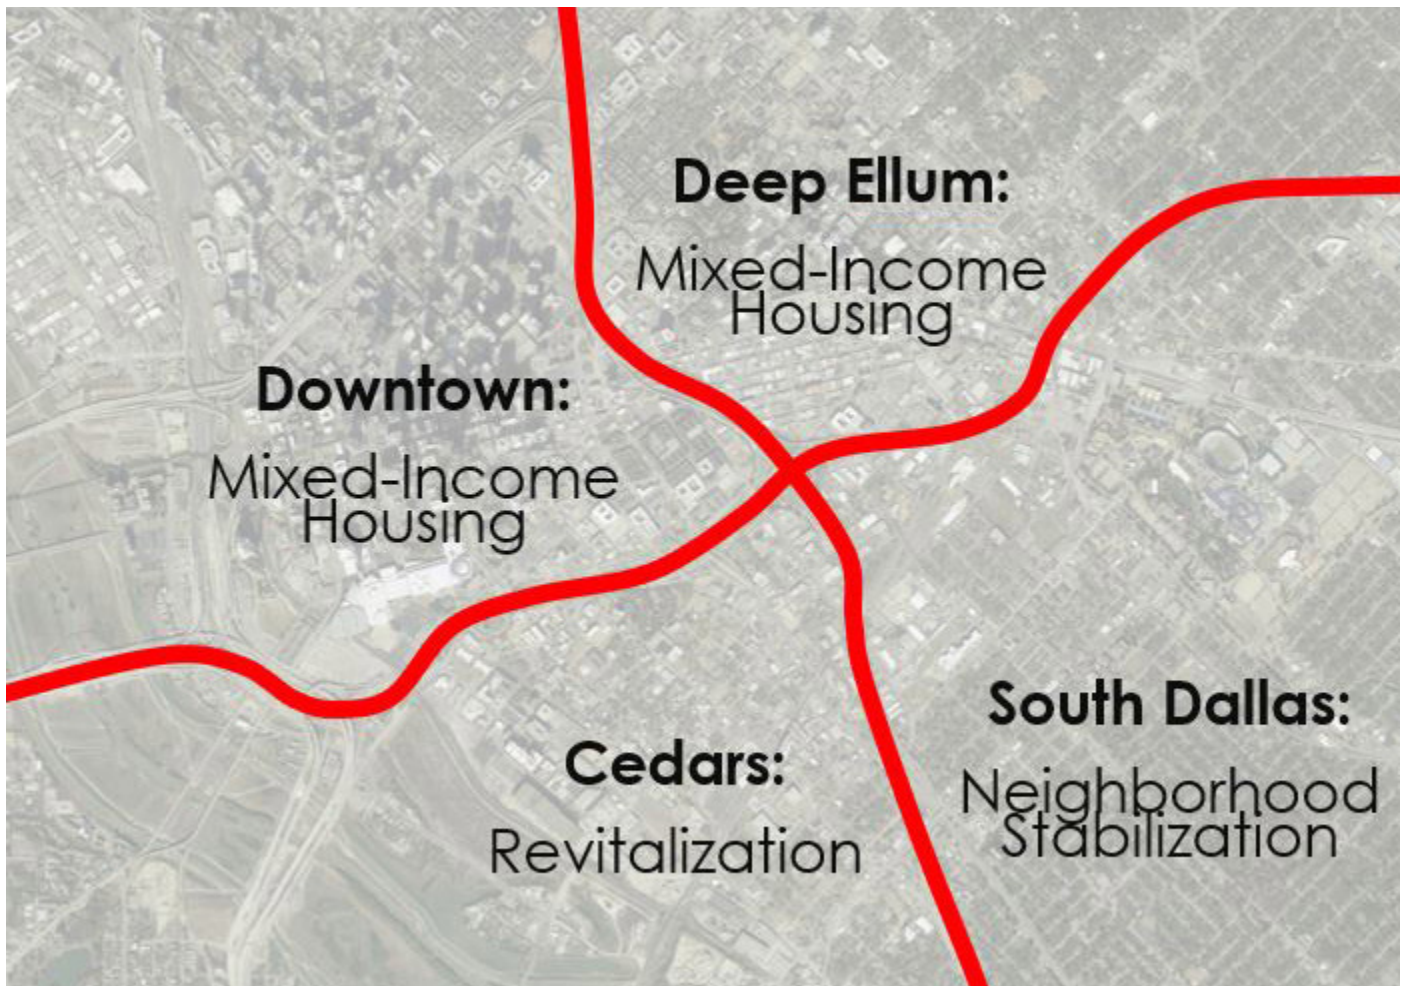 Deep Ellum:
Mixed-Income
Housing
Downtown:
Mixed-Income
Housing
South Dallas:
Neighborhood
Stabilization
Cedars:
Revitalization